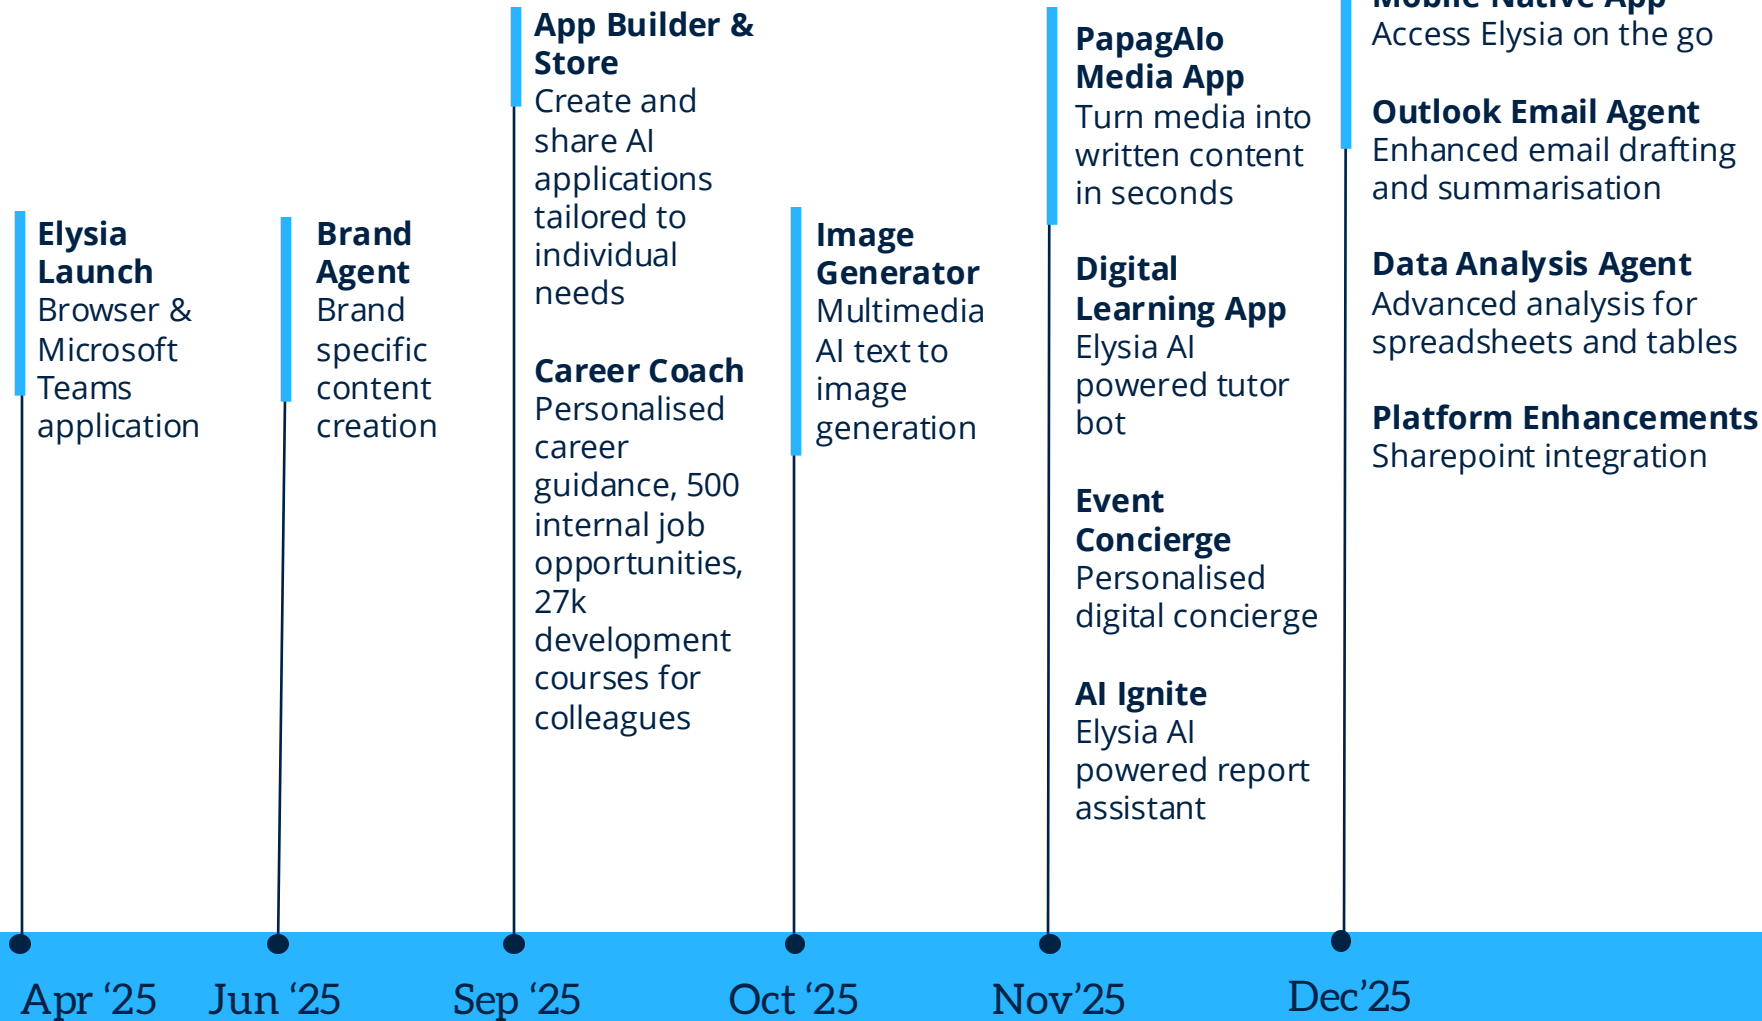 App Builder &
Store
Create and
share AI
applications
tailored to
individual
needs
Career Coach
Personalised
career
guidance, 500
internal job
opportunities,
27k
development
courses for
colleagues
PapagAIo
Media App
Turn media into
written content
in seconds
Digital
Learning App
Elysia AI
powered tutor
bot
Event
Concierge
Personalised
digital concierge
AI Ignite
Elysia AI
powered report
assistant
Mobile Native App
Access Elysia on the go
Outlook Email Agent
Enhanced email drafting
and summarisation
Data Analysis Agent
Advanced analysis for
spreadsheets and tables
Platform Enhancements
Sharepoint integration
Elysia
Launch
Browser &
Microsoft
Teams
application
Brand
Agent
Brand
specific
content
creation
Image
Generator
Multimedia
AI text to
image
generation
Apr ‘25
Jun ‘25
Sep ‘25
Oct ‘25
Nov’25
Dec’25